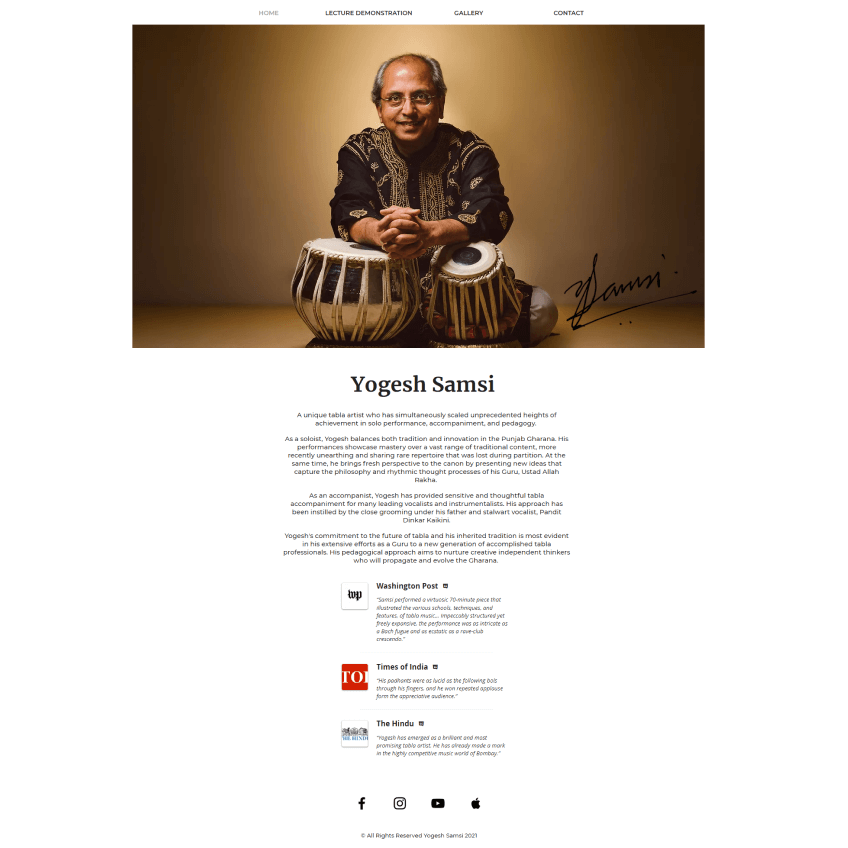 HOME LECTURE DEMONSTRATION GALLERY CONTACT
YSamsi
Yogesh Samsi
A unique tabla artist who has simultaneously scaled unprecedented heights of
achievement in solo performance, accompaniment, and pedagogy.
As a soloist, Yogesh balances both tradition and innovation in the Punjab Gharana. His
performances showcase mastery over a vast range of traditional content, more
recently unearthing and sharing rare repertoire that was lost during partition. At the
same time, he brings fresh perspective to the canon by presenting new ideas that
capture the philosophy and rhythmic thought processes of his Guru, Ustad Allah
Rakha.
As an accompanist, Yogesh has provided sensitive and thoughtful tabla
accompaniment for many leading vocalists and instrumentalists. His approach has
been instilled by the close grooming under his father and stalwart vocalist, Pandit
Dinkar Kaikini.
Yogesh's commitment to the future of tabla and his inherited tradition is most evident
in his extensive efforts as a Guru to a new generation of accomplished tabla
professionals. His pedagogical approach aims to nurture creative independent thinkers
who will propagate and evolve the Gharana.
wp
Washington Post
"Samsi performed a virtuosic 70-minute piece that
illustrated the various schools, techniques, and
features, of tabla music... Impeccably structured yet
freely expansive, the performance was as intricate as
a Bach fugue and as ecstatic as a rave-club
crescendo."
TOI
Times of India
"His padhants were as lucid as the following bols
through his fingers, and he won repeated applause
form the appreciative audience."
THE HINDU
The Hindu
"Yogesh has emerged as a brilliant and most
promising tabla artist. He has already made a mark
in the highly competitive music world of Bombay."
© All Rights Reserved Yogesh Samsi 2021